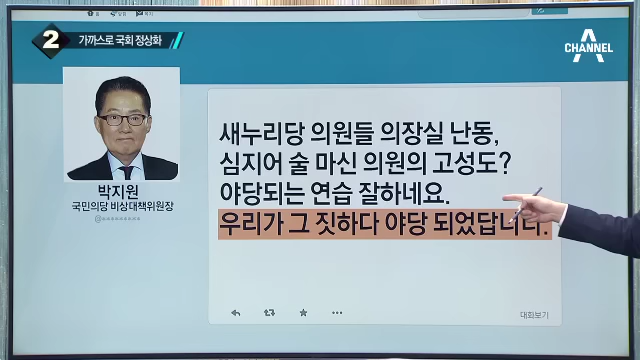 2 가까스로 국회 정상화
CHANNEL A
새누리당 의원들 의장실 난동,
심지어 술 마신 의원의 고성도?
야당되는 연습 잘하네요.
우리가 그 짓하다 야당 되었답니다.
박지원
국민의당 비상대책위원장
대화보기